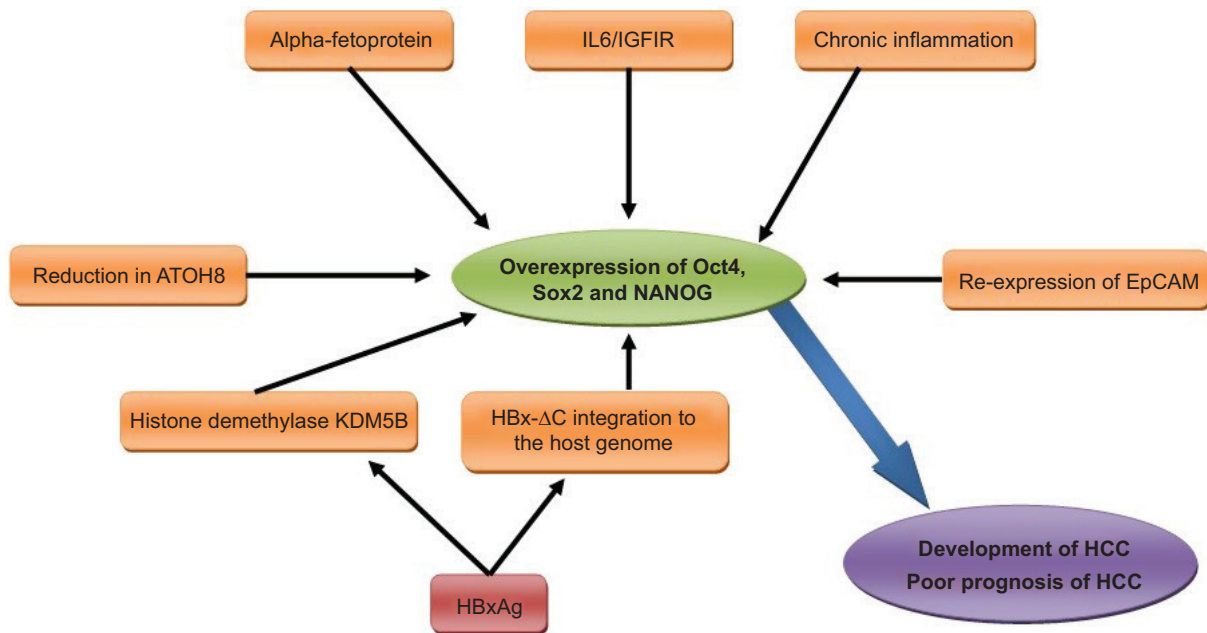 Alpha-fetoprotein
IL6/IGFIR
Chronic inflammation
Reduction in ATOH8
Overexpression of Oct4,
Sox2 and NANOG
Re-expression of EpCAM
Histone demethylase KDM5B
HBx-ΔC integration to
the host genome
HBxAg
Development of HCC
Poor prognosis of HCC